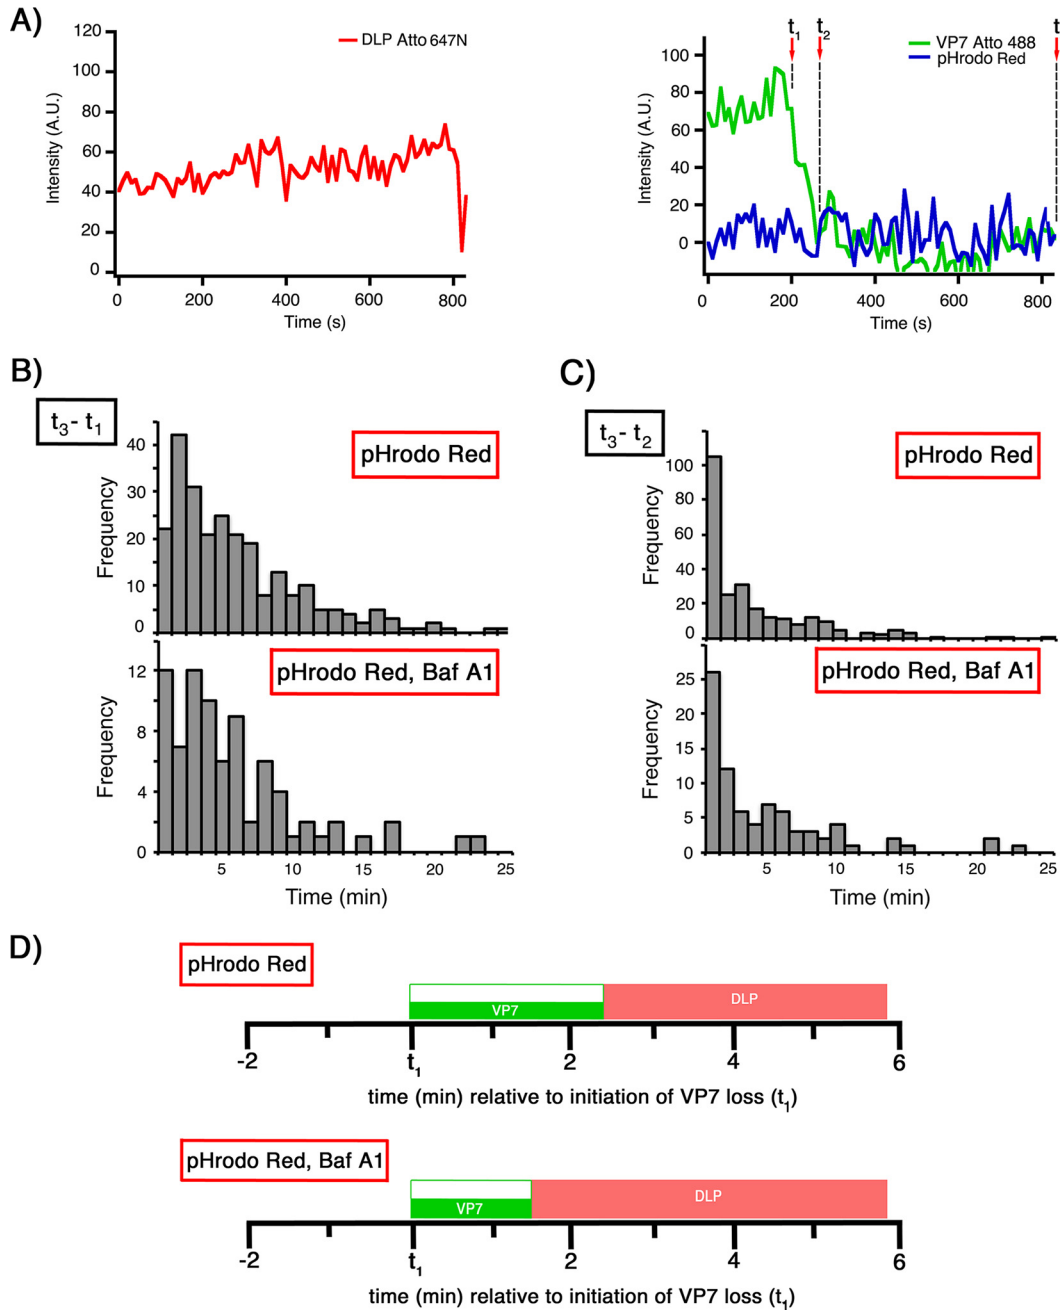 A)
120
100
80
60
40
20
0
Intensity (A.U.)
DLP Atto 647N
0 200 400 600 800
Time (s)
t1 t2 t
100
80
60
40
20
0
Intensity (A.U.)
VP7 Atto 488
pHrodo Red
0 200 400 600 800
Time (s)
B)
t3- t1
pHrodo Red
40
30
20
10
0
Frequency
pHrodo Red, Baf A1
12
8
4
0
Frequency
5 10 15 20 25
Time (min)
C)
t3- t2
pHrodo Red
100
80
60
40
20
0
Frequency
pHrodo Red, Baf A1
25
20
15
10
5
0
Frequency
5 10 15 20 25
Time (min)
D)
pHrodo Red
VP7 DLP
-2 t1 2 4 6
time (min) relative to initiation of VP7 loss (t1)
pHrodo Red, Baf A1
VP7 DLP
-2 t1 2 4 6
time (min) relative to initiation of VP7 loss (t1)